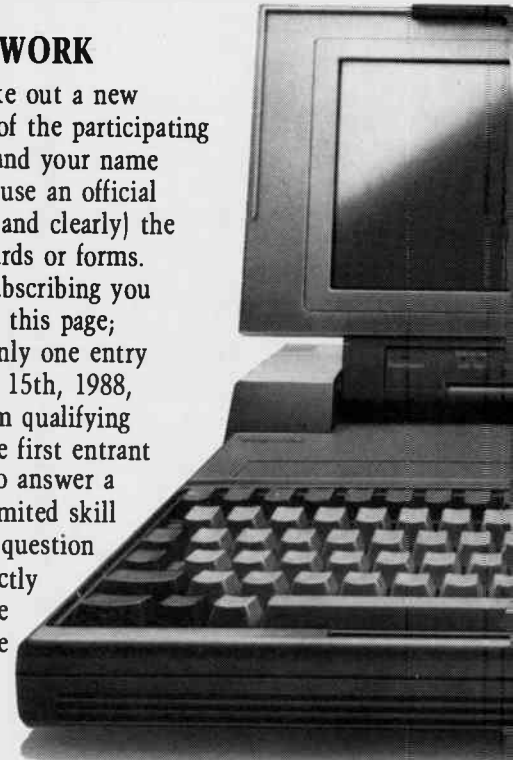 WORK
ke out a new
of the participating
and your name
use an official
and clearly) the
rds or forms.
bscribing you
this page;
nly one entry
15th, 1988,
m qualifying
e first entrant
o answer a
mited skill
question
ctly
e
e